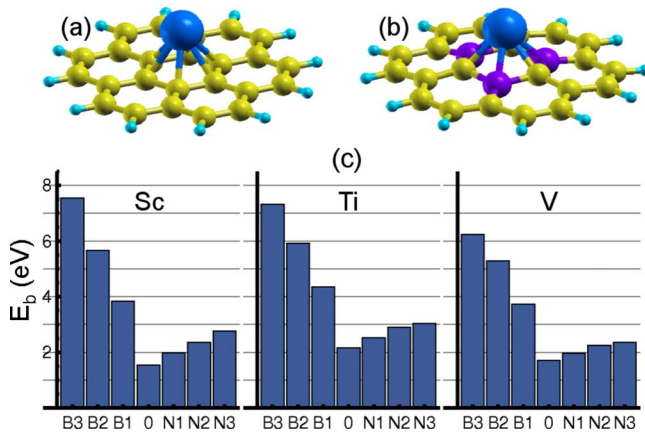 (a)
(b)
(c)
Sc
Ti
V
E_b (eV)
8
6
4
2
B3 B2 B1 0 N1 N2 N3
B3 B2 B1 0 N1 N2 N3
B3 B2 B1 0 N1 N2 N3